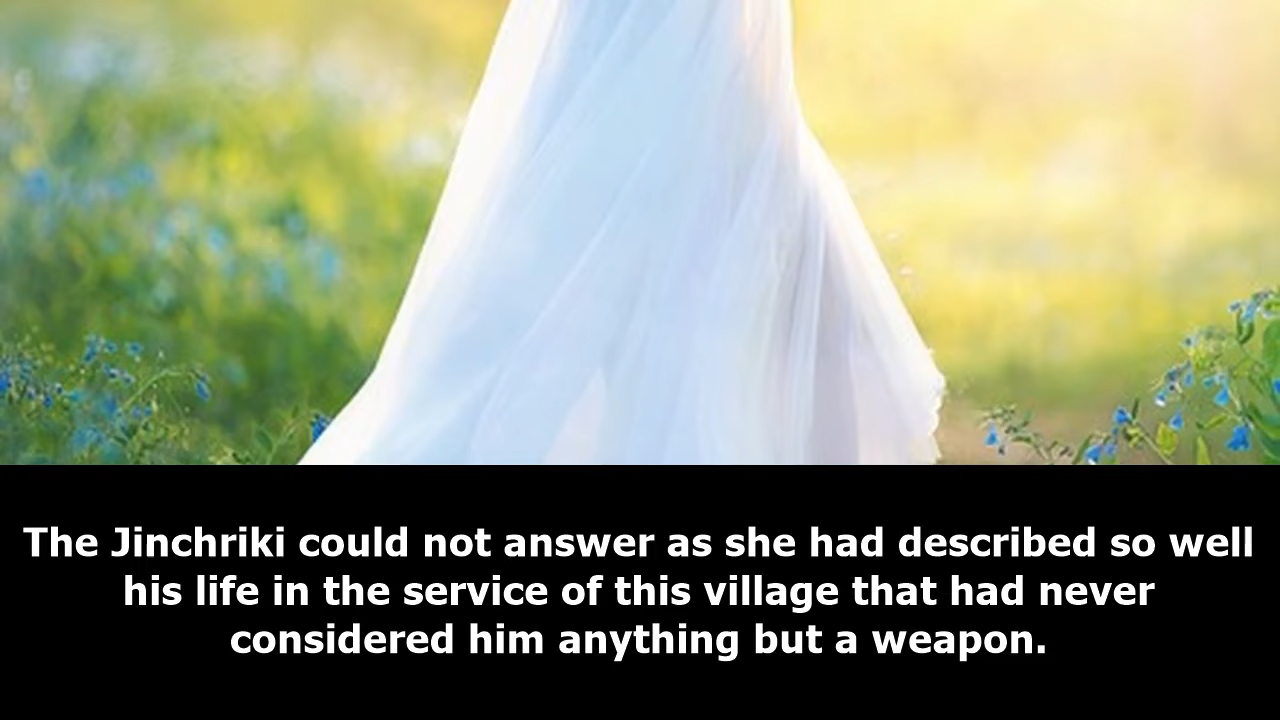 The Jinchriki could not answer as she had described so well
his life in the service of this village that had never
considered him anything but a weapon.